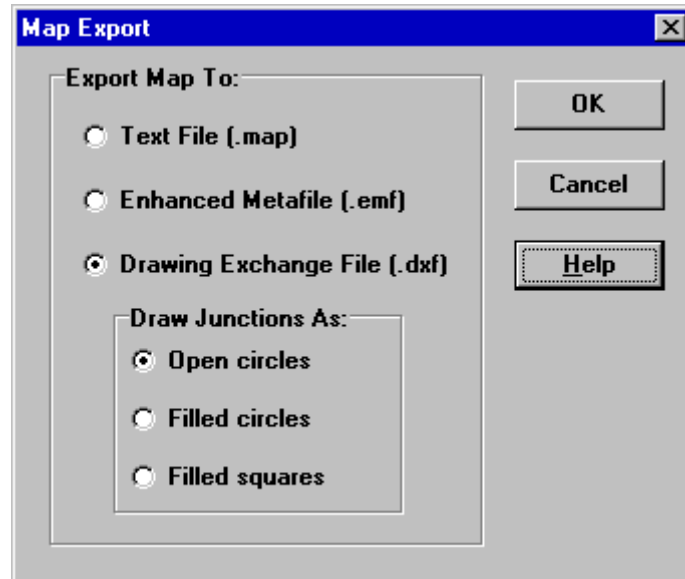 Map Export
Export Map To:
Text File (.map)
Enhanced Metafile (.emf)
Drawing Exchange File (.dxf)
Draw Junctions As:
Open circles
Filled circles
Filled squares
OK
Cancel
Help